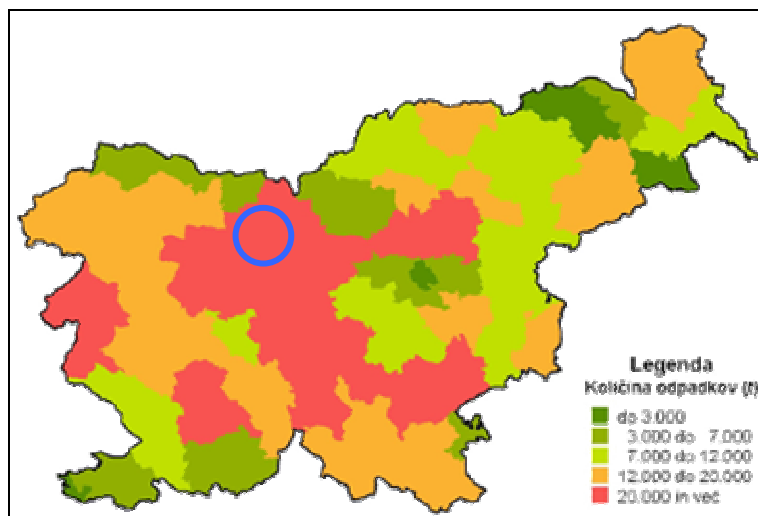 Legenda
Količina odpadkov (t)
do 3.000
3.000 do 7.000
7.000 do 12.000
12.000 do 20.000
20.000 in več